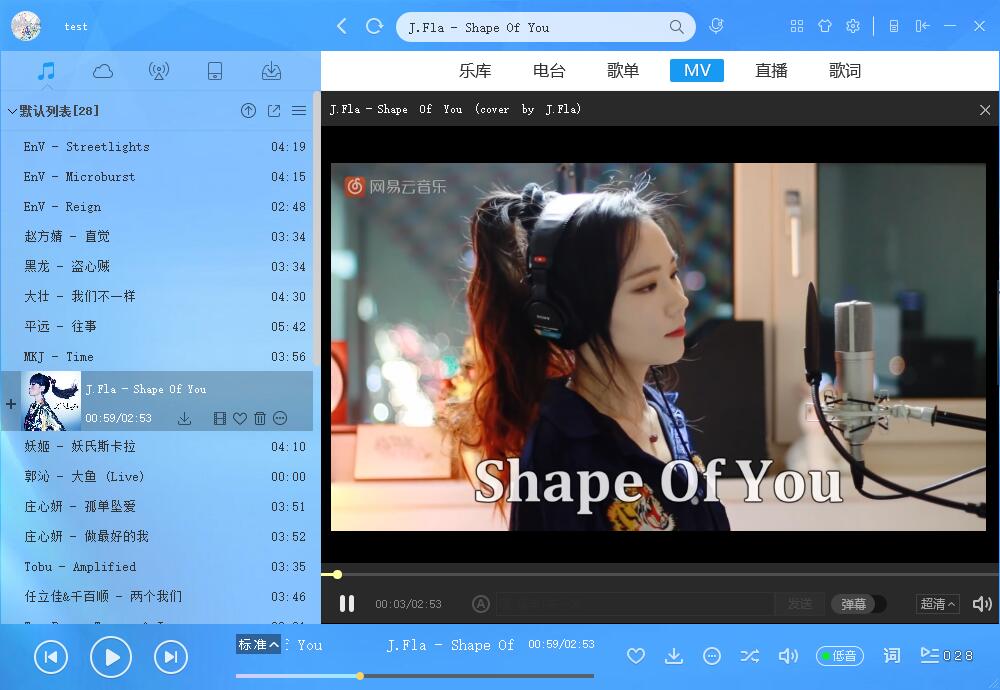 test
J.Fla - Shape Of You
乐库 电台 歌单 MV 直播 歌词
默认列表[28]
EnV - Streetlights 04:19
EnV - Microburst 04:15
EnV - Reign 02:48
赵方婧 - 直觉 03:34
黑龙 - 盗心贼 03:34
大壮 - 我们不一样 04:30
平远 - 往事 05:42
MKJ - Time 03:56
J.Fla - Shape Of You
00:59/02:53
妖姬 - 妖氏斯卡拉 04:10
郭沁 - 大鱼 (Live) 00:00
庄心妍 - 孤单坠爱 03:51
庄心妍 - 做最好的我 03:52
Tobu - Amplified 03:35
任立佳&千百顺 - 两个我们 03:46
J.Fla - Shape Of You (cover by J.Fla)
网易云音乐
SONY
Shape Of You
00:03/02:53 A 发送 弹幕 超清
标准 You J.Fla - Shape Of 00:59/02:53
低音 词 028